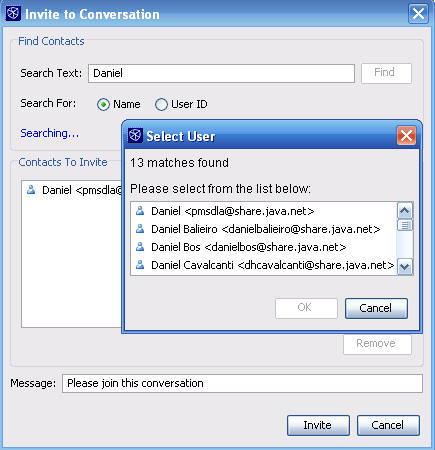 Invite to Conversation
Find Contacts
Search Text: Daniel Find
Search For: Name User ID
Searching...
Contacts To Invite
Daniel <pmsdla@
Select User
13 matches found
Please select from the list below:
Daniel <pmsdla@share.java.net>
Daniel Balieiro <danielbalieiro@share.java.net>
Daniel Bos <danielbos@share.java.net>
Daniel Cavalcanti <dhcavalcanti@share.java.net>
OK Cancel
Remove
Message: Please join this conversation
Invite Cancel